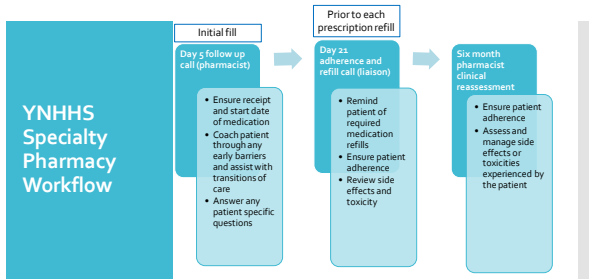 YNHHS
Specialty
Pharmacy
Workflow
Initial fill
Day 5 follow up
call (pharmacist)
• Ensure receipt
and start date
of medication
• Coach patient
through any
early barriers
and assist with
transitions of
care
• Answer any
patient specific
questions
Prior to each
prescription refill
Day 21
adherence and
refill call (liaison)
• Remind
patient of
required
medication
refills
• Ensure patient
adherence
• Review side
effects and
toxicity
Six month
pharmacist
clinical
reassessment
• Ensure patient
adherence
• Assess and
manage side
effects or
toxicities
experienced by
the patient